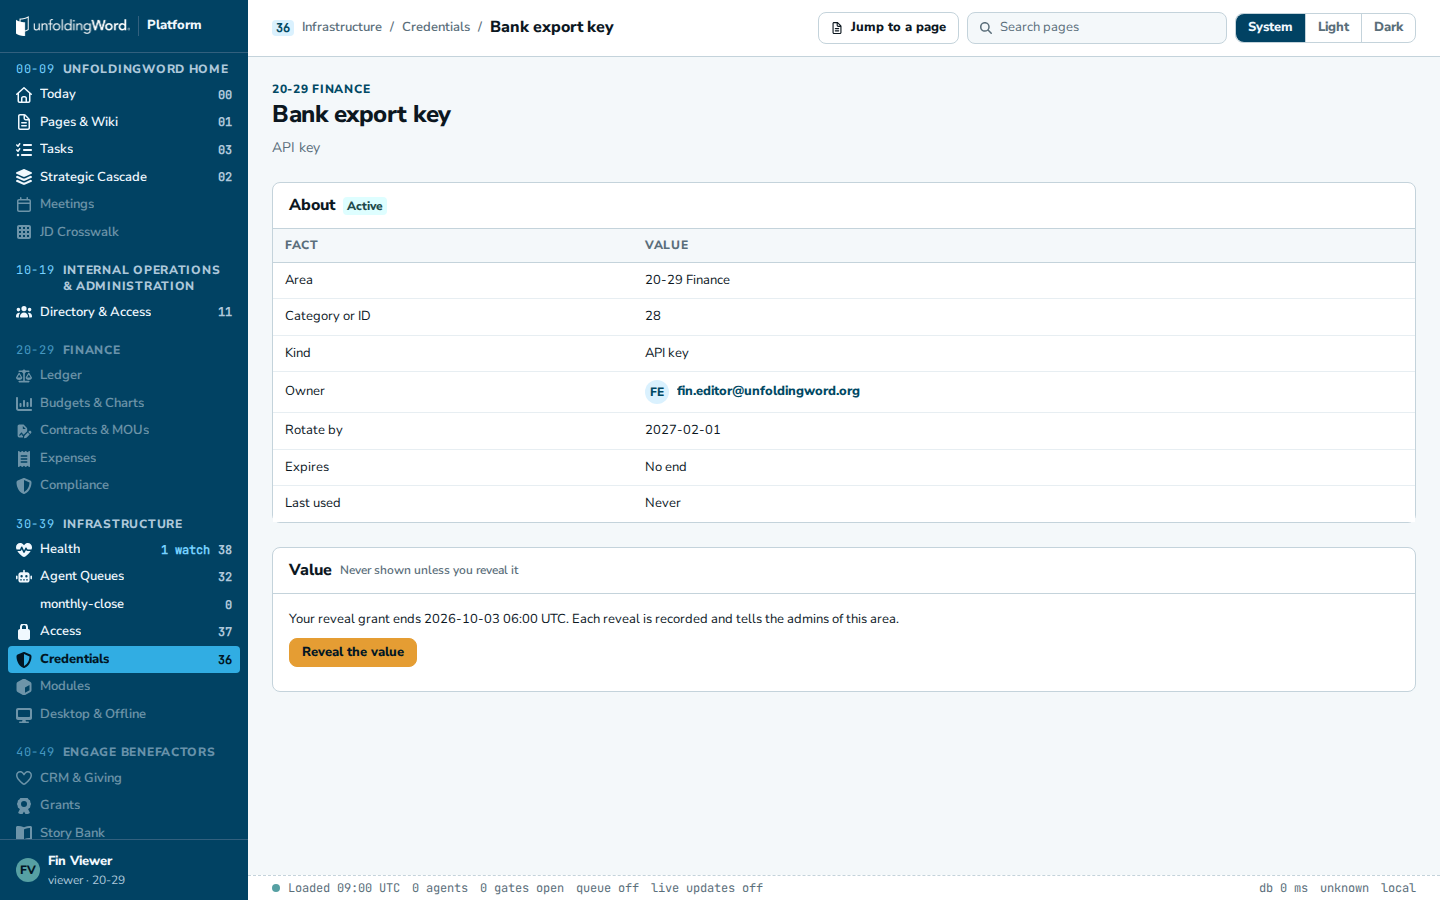 unfoldingWord. Platform
00-09 UNFOLDINGWORD HOME
Today 00
Pages & Wiki 01
Tasks 03
Strategic Cascade 02
Meetings
JD Crosswalk
10-19 INTERNAL OPERATIONS
& ADMINISTRATION
Directory & Access 11
20-29 FINANCE
Ledger
Budgets & Charts
Contracts & MOUs
Expenses
Compliance
30-39 INFRASTRUCTURE
Health 1 watch 38
Agent Queues 32
monthly-close 0
Access 37
Credentials 36
Modules
Desktop & Offline
40-49 ENGAGE BENEFACTORS
CRM & Giving
Grants
Story Bank
FV Fin Viewer
viewer · 20-29
36 Infrastructure / Credentials / Bank export key
Jump to a page
Search pages
System Light Dark
20-29 FINANCE
Bank export key
API key
About Active
FACT VALUE
Area 20-29 Finance
Category or ID 28
Kind API key
Owner FE fin.editor@unfoldingword.org
Rotate by 2027-02-01
Expires No end
Last used Never
Value Never shown unless you reveal it
Your reveal grant ends 2026-10-03 06:00 UTC. Each reveal is recorded and tells the admins of this area.
Reveal the value
Loaded 09:00 UTC 0 agents 0 gates open queue off live updates off
db 0 ms unknown local